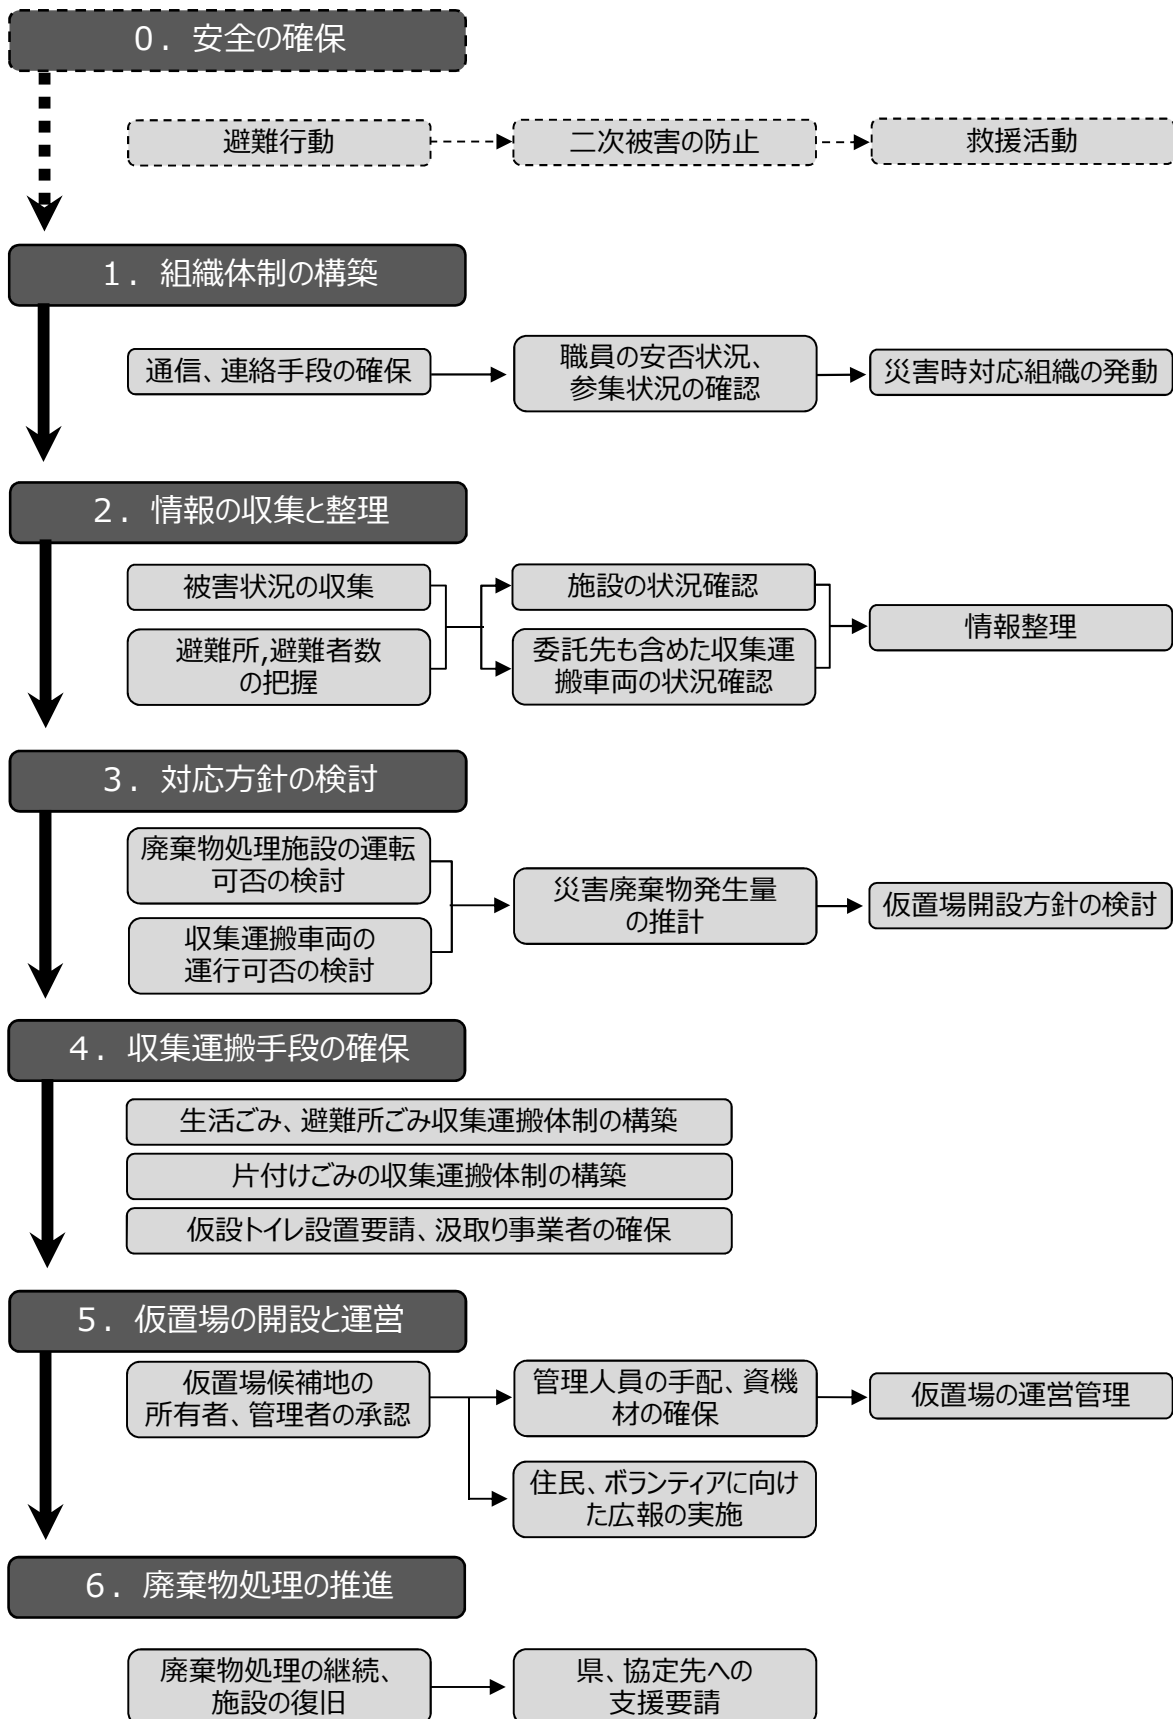 ０．安全の確保
避難行動
二次被害の防止
救援活動
１．組織体制の構築
通信、連絡手段の確保
職員の安否状況、
参集状況の確認
災害時対応組織の発動
２．情報の収集と整理
被害状況の収集
避難所,避難者数
の把握
施設の状況確認
委託先も含めた収集運
搬車両の状況確認
情報整理
３．対応方針の検討
廃棄物処理施設の運転
可否の検討
収集運搬車両の
運行可否の検討
災害廃棄物発生量
の推計
仮置場開設方針の検討
４．収集運搬手段の確保
生活ごみ、避難所ごみ収集運搬体制の構築
片付けごみの収集運搬体制の構築
仮設トイレ設置要請、汲取り事業者の確保
５．仮置場の開設と運営
仮置場候補地の
所有者、管理者の承認
管理人員の手配、資機
材の確保
仮置場の運営管理
住民、ボランティアに向け
た広報の実施
６．廃棄物処理の推進
廃棄物処理の継続、
施設の復旧
県、協定先への
支援要請